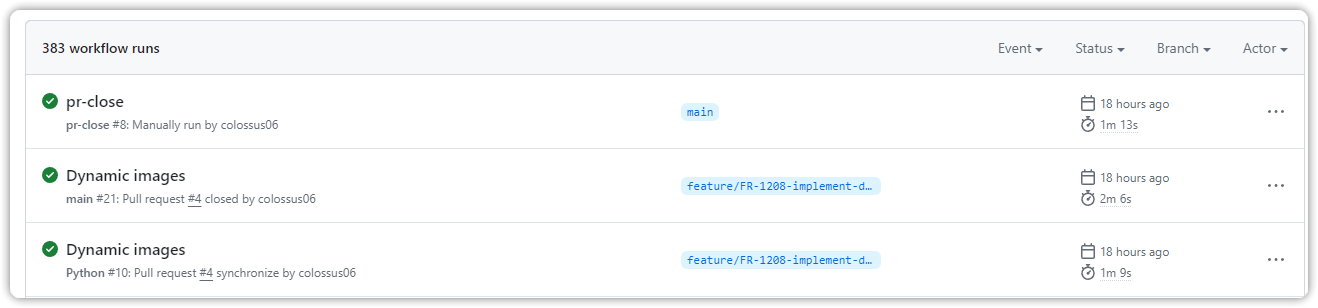 383 workflow runs Event Status Branch Actor
pr-close main 18 hours ago
pr-close #8: Manually run by colossus06 1m 13s
Dynamic images feature/FR-1208-implement-d… 18 hours ago
main #21: Pull request #4 closed by colossus06 2m 6s
Dynamic images feature/FR-1208-implement-d… 18 hours ago
Python #10: Pull request #4 synchronize by colossus06 1m 9s